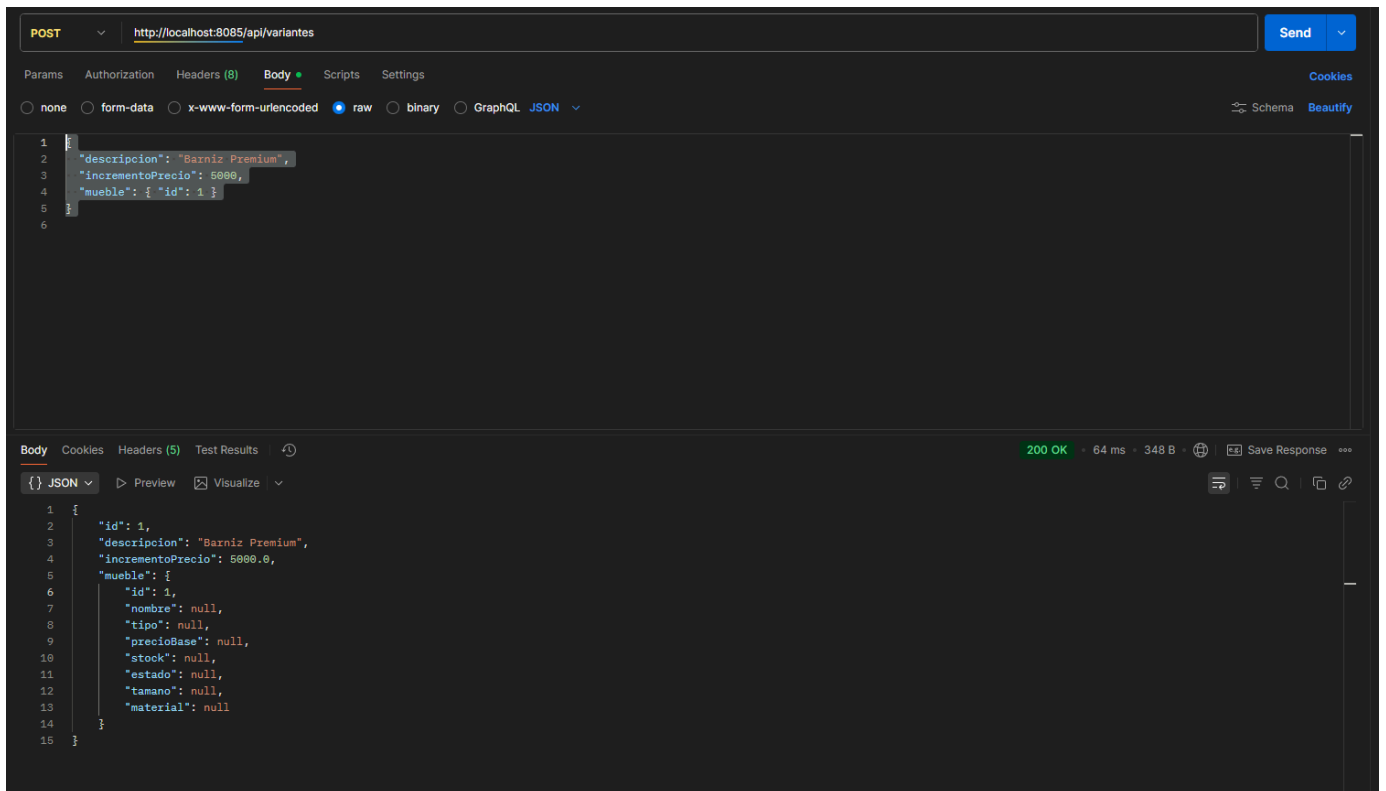 POST http://localhost:8085/api/variantes Send
Params Authorization Headers (8) Body Scripts Settings Cookies
none form-data x-www-form-urlencoded raw binary GraphQL JSON Schema Beautify
1 {
2 "descripcion": "Barniz Premium",
3 "incrementoPrecio": 5000,
4 "mueble": { "id": 1 }
5 }
6
Body Cookies Headers (5) Test Results 200 OK • 64 ms • 348 B • e.g. Save Response
{} JSON Preview Visualize
1 {
2 "id": 1,
3 "descripcion": "Barniz Premium",
4 "incrementoPrecio": 5000.0,
5 "mueble": {
6 "id": 1,
7 "nombre": null,
8 "tipo": null,
9 "precioBase": null,
10 "stock": null,
11 "estado": null,
12 "tamano": null,
13 "material": null
14 }
15 }